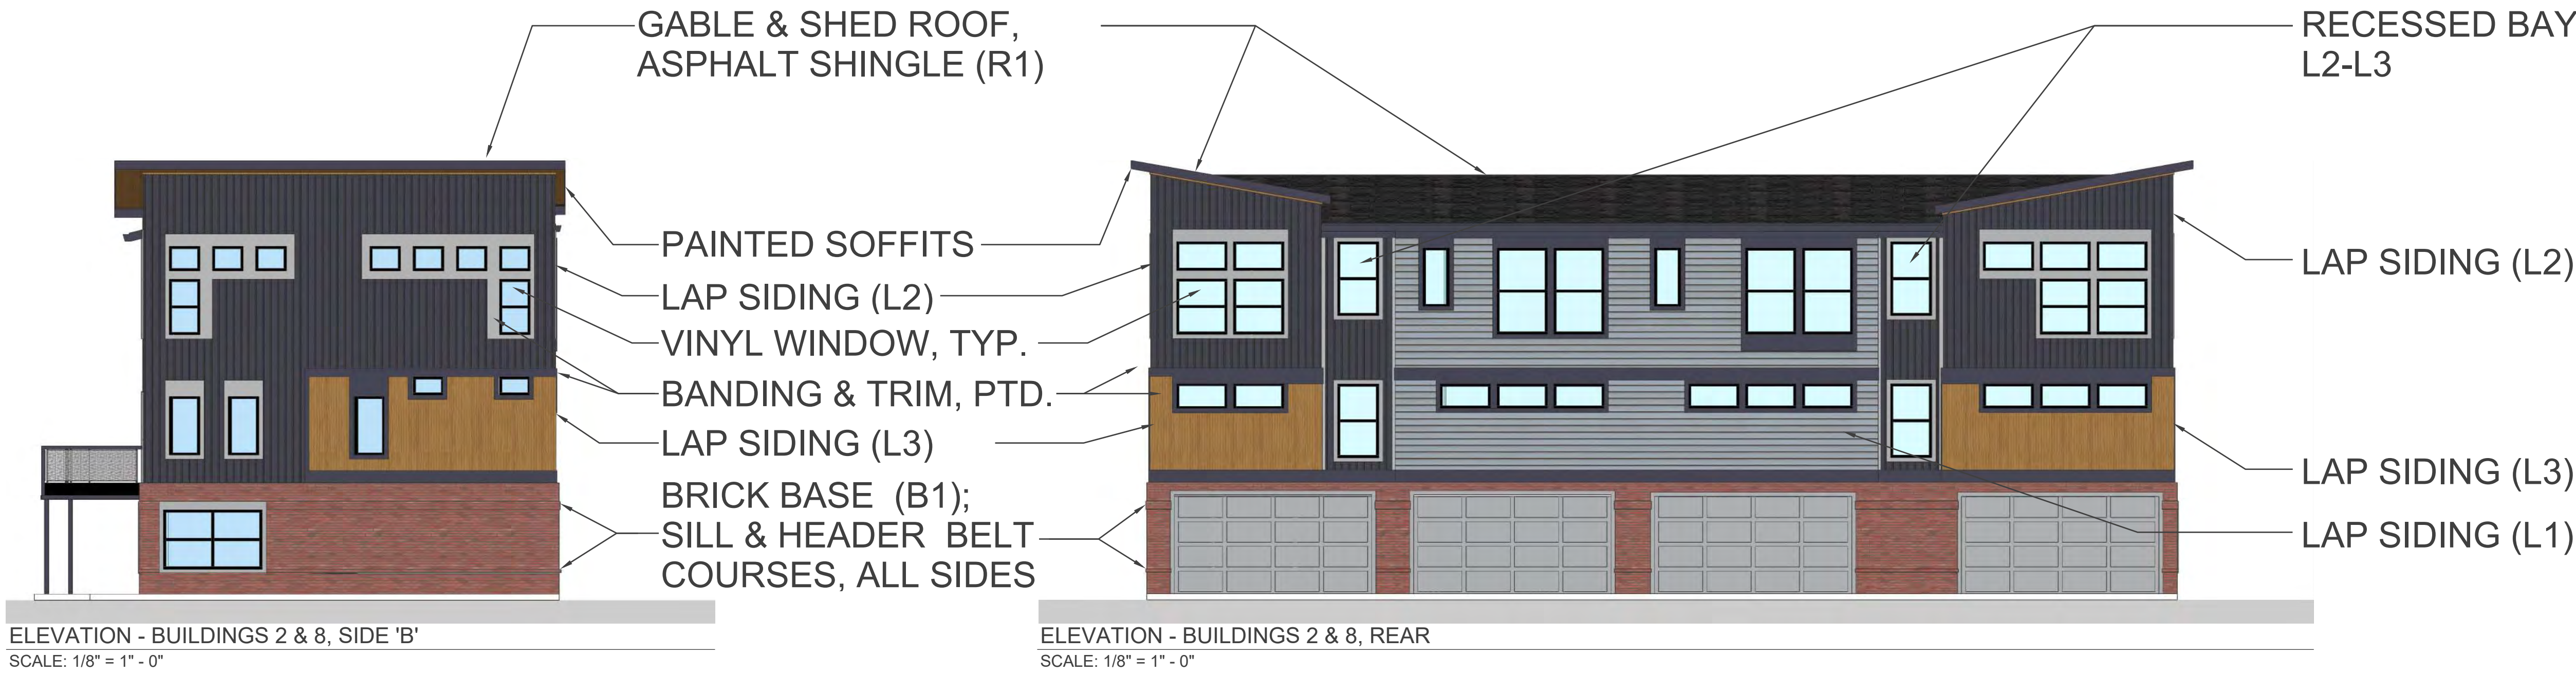 GABLE & SHED ROOF,
ASPHALT SHINGLE (R1)
RECESSED BAY
L2-L3
PAINTED SOFFITS
LAP SIDING (L2)
VINYL WINDOW, TYP.
BANDING & TRIM, PTD.
LAP SIDING (L3)
BRICK BASE (B1);
SILL & HEADER BELT
COURSES, ALL SIDES
LAP SIDING (L2)
LAP SIDING (L3)
LAP SIDING (L1)
ELEVATION - BUILDINGS 2 & 8, SIDE 'B'
SCALE: 1/8" = 1" - 0"
ELEVATION - BUILDINGS 2 & 8, REAR
SCALE: 1/8" = 1" - 0"